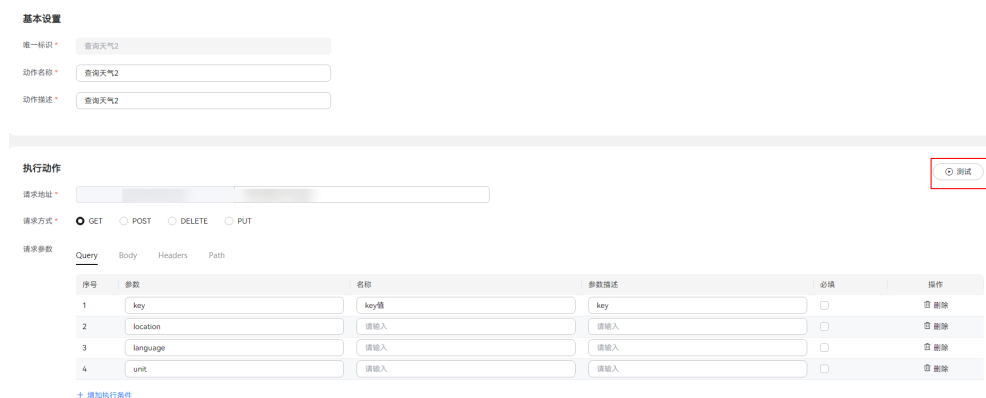 基本设置
唯一标识 * 查询天气2
动作名称 * 查询天气2
动作描述 * 查询天气2
执行动作
测试
请求地址 *
请求方式 * GET POST DELETE PUT
请求参数 Query Body Headers Path
序号 参数 名称 参数描述 必填 操作
1 key key值 key 删除
2 location 请输入 请输入 删除
3 language 请输入 请输入 删除
4 unit 请输入 请输入 删除
+ 增加执行条件